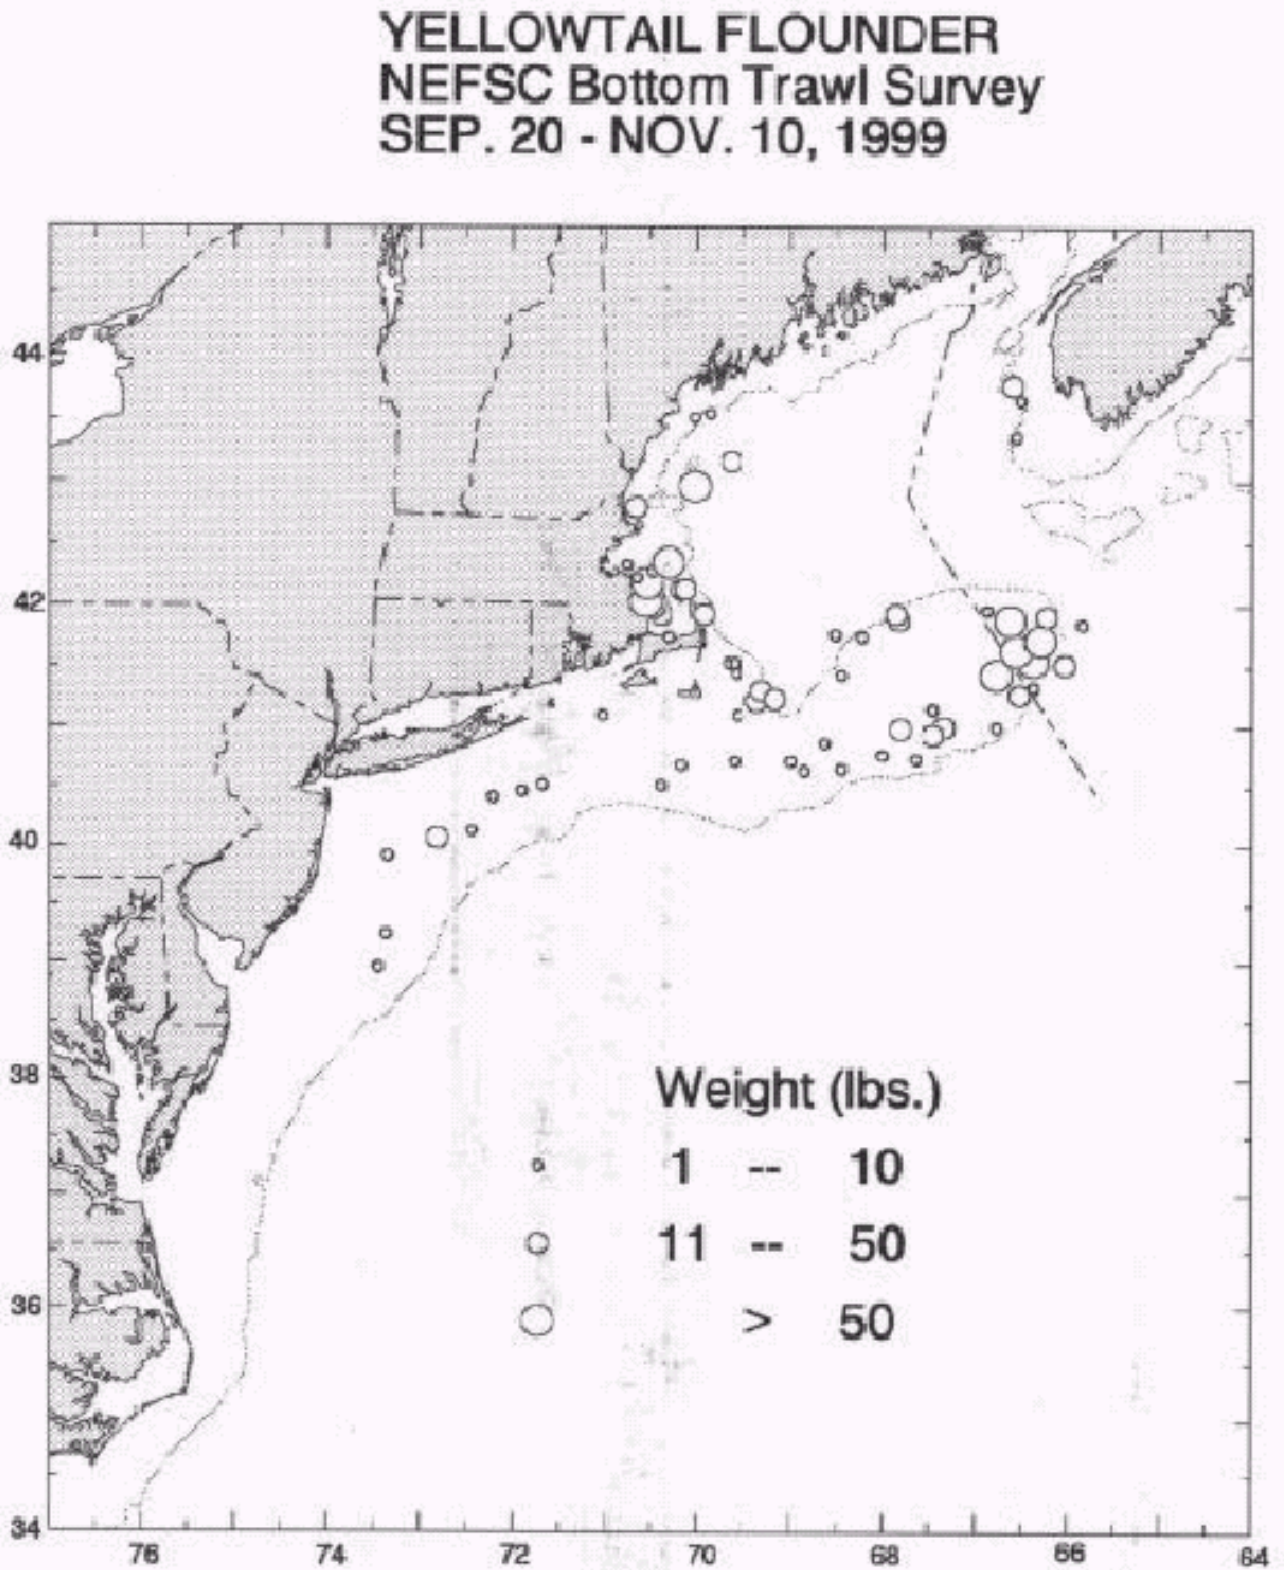 YELLOWTAIL FLOUNDER
NEFSC Bottom Trawl Survey
SEP. 20 - NOV. 10, 1999
44
42
40
38
36
34
Weight (lbs.)
1 -- 10
11 -- 50
> 50
76 74 72 70 68 66 64